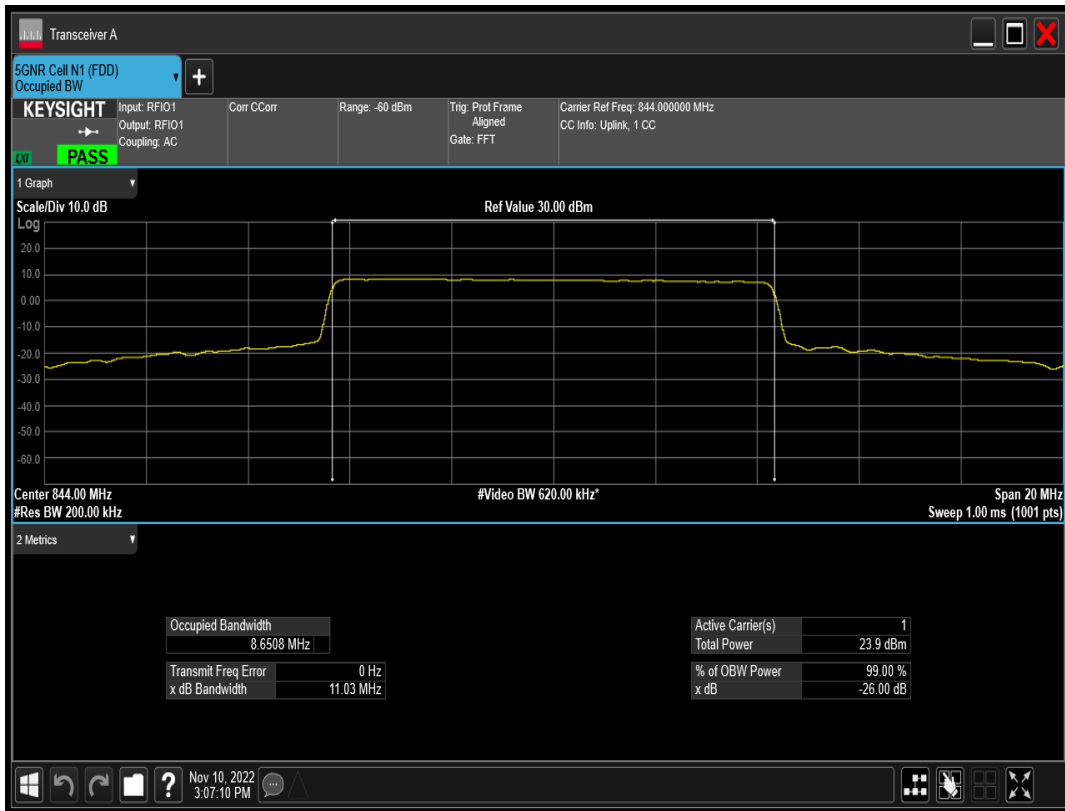 Transceiver A
5GNR Cell N1 (FDD)
Occupied BW
+
KEYSIGHT
LXI
PASS
Input: RFIO1
Output: RFIO1
Coupling: AC
Corr CCorr
Range: -60 dBm
Trig: Prot Frame
Aligned
Gate: FFT
Carrier Ref Freq: 844.000000 MHz
CC Info: Uplink, 1 CC
1 Graph
Scale/Div 10.0 dB
Ref Value 30.00 dBm
Log
20.0
10.0
0.00
-10.0
-20.0
-30.0
-40.0
-50.0
-60.0
Center 844.00 MHz
#Video BW 620.00 kHz*
Span 20 MHz
#Res BW 200.00 kHz
Sweep 1.00 ms (1001 pts)
2 Metrics
Occupied Bandwidth
8.6508 MHz
Transmit Freq Error 0 Hz
x dB Bandwidth 11.03 MHz
Active Carrier(s) 1
Total Power 23.9 dBm
% of OBW Power 99.00 %
x dB -26.00 dB
?
Nov 10, 2022
3:07:10 PM